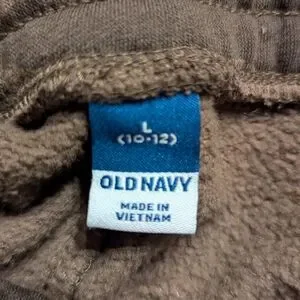 L
(10-12)
OLD NAVY
MADE IN
VIETNAM